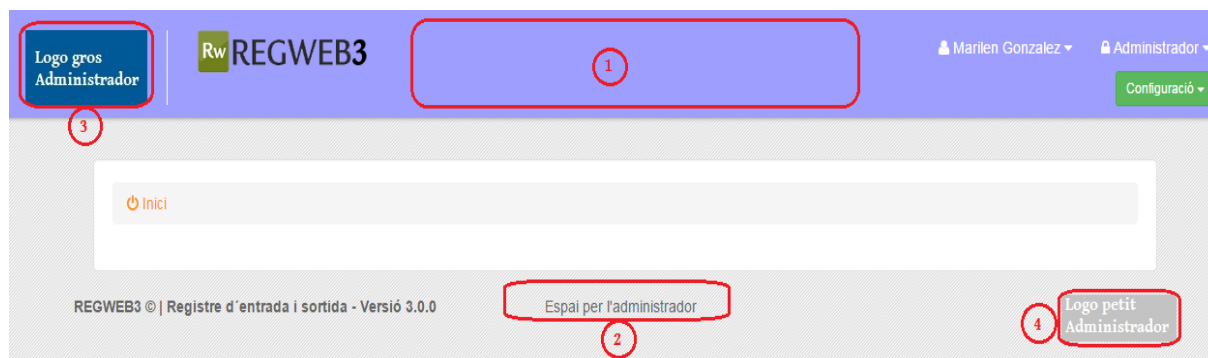 Logo gros
Administrador
Rw REGWEB3
1
Marilen Gonzalez
Administrador
Configuració
3
Inici
REGWEB3 © | Registre d´entrada i sortida - Versió 3.0.0
Espai per l'administrador
2
4
Logo petit
Administrador